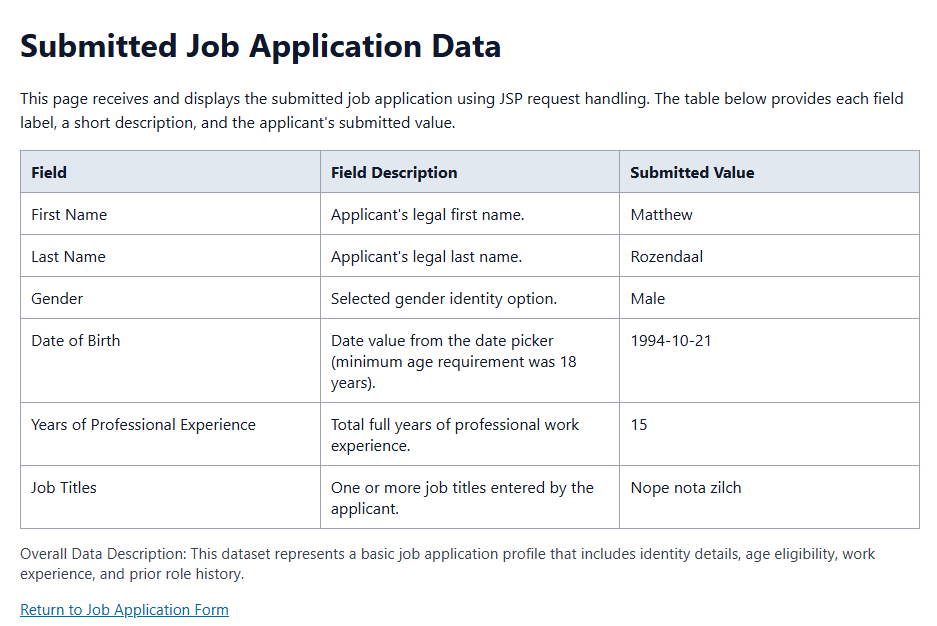 Submitted Job Application Data
This page receives and displays the submitted job application using JSP request handling. The table below provides each field
label, a short description, and the applicant's submitted value.
Field Field Description Submitted Value
First Name Applicant's legal first name. Matthew
Last Name Applicant's legal last name. Rozendaal
Gender Selected gender identity option. Male
Date of Birth Date value from the date picker 1994-10-21
(minimum age requirement was 18
years).
Years of Professional Experience Total full years of professional work 15
experience.
Job Titles One or more job titles entered by the Nope nota zilch
applicant.
Overall Data Description: This dataset represents a basic job application profile that includes identity details, age eligibility, work
experience, and prior role history.
Return to Job Application Form